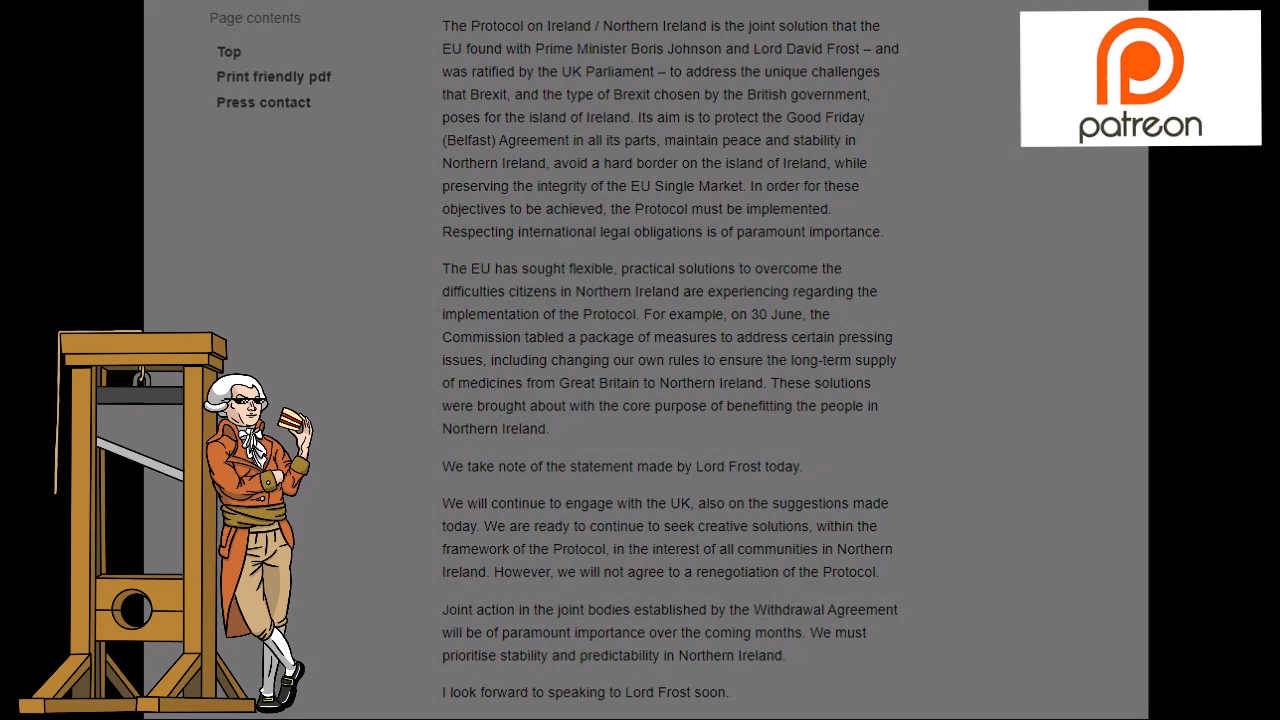 Page contents
Top
Print friendly pdf
Press contact
The Protocol on Ireland / Northern Ireland is the joint solution that the
EU found with Prime Minister Boris Johnson and Lord David Frost – and
was ratified by the UK Parliament – to address the unique challenges
that Brexit, and the type of Brexit chosen by the British government,
poses for the island of Ireland. Its aim is to protect the Good Friday
(Belfast) Agreement in all its parts, maintain peace and stability in
Northern Ireland, avoid a hard border on the island of Ireland, while
preserving the integrity of the EU Single Market. In order for these
objectives to be achieved, the Protocol must be implemented.
Respecting international legal obligations is of paramount importance.
The EU has sought flexible, practical solutions to overcome the
difficulties citizens in Northern Ireland are experiencing regarding the
implementation of the Protocol. For example, on 30 June, the
Commission tabled a package of measures to address certain pressing
issues, including changing our own rules to ensure the long-term supply
of medicines from Great Britain to Northern Ireland. These solutions
were brought about with the core purpose of benefitting the people in
Northern Ireland.
We take note of the statement made by Lord Frost today.
We will continue to engage with the UK, also on the suggestions made
today. We are ready to continue to seek creative solutions, within the
framework of the Protocol, in the interest of all communities in Northern
Ireland. However, we will not agree to a renegotiation of the Protocol.
Joint action in the joint bodies established by the Withdrawal Agreement
will be of paramount importance over the coming months. We must
prioritise stability and predictability in Northern Ireland.
I look forward to speaking to Lord Frost soon.
patreon